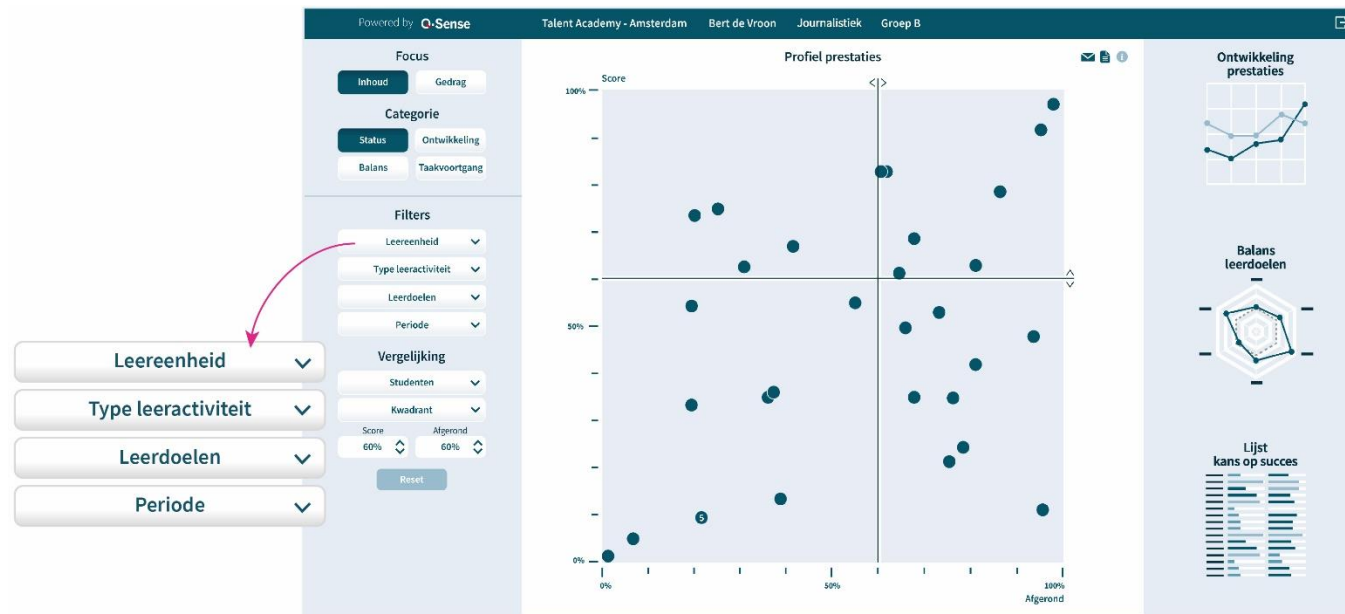 Powered by Q-Sense
Talent Academy - Amsterdam Bert de Vroon Journalistiek Groep B
Focus
Inhoud Gedrag
Categorie
Status Ontwikkeling
Balans Taakvoortgang
Filters
Leereenheid
Type leeractiviteit
Leerdoelen
Periode
Vergelijking
Studenten
Kwadrant
Score Afgerond
60% 60%
Reset
Leereenheid
Type leeractiviteit
Leerdoelen
Periode
Profiel prestaties
Score
100%
50%
0%
5
0% 50% 100%
Afgerond
Ontwikkeling
prestaties
Balans
leerdoelen
Lijst
kans op succes